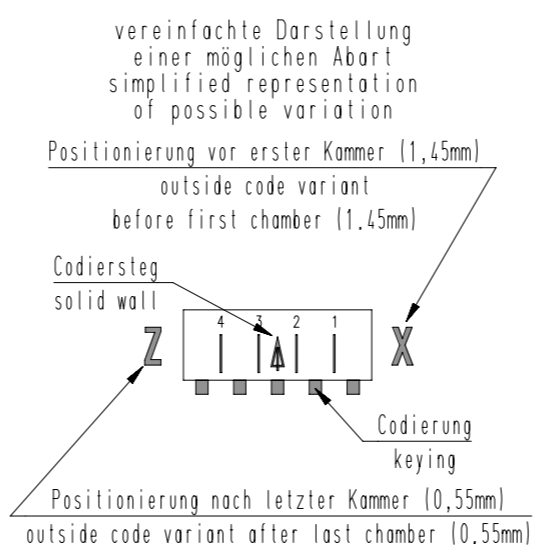 vereinfachte Darstellung
einer möglichen Abart
simplified representation
of possible variation
Positionierung vor erster Kammer (1,45mm)
outside code variant
before first chamber (1.45mm)
Codiersteg
solid wall
4 3 2 1
Z X
Codierung
keying
Positionierung nach letzter Kammer (0,55mm)
outside code variant after last chamber (0,55mm)